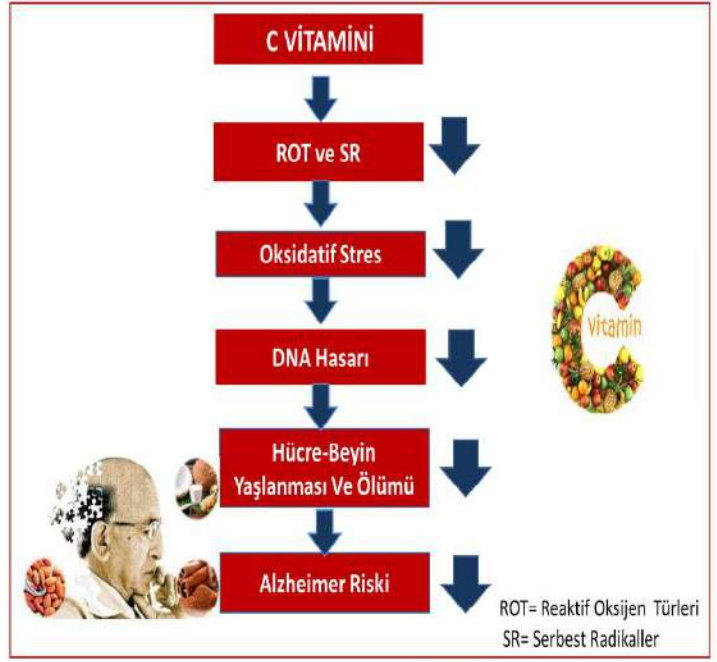 C VİTAMİNİ
ROT ve SR
Oksidatif Stres
Vitamin
DNA Hasarı
Hücre-Beyin
Yaşlanması Ve Ölümü
Alzheimer Riski
ROT= Reaktif Oksijen Türleri
SR= Serbest Radikaller